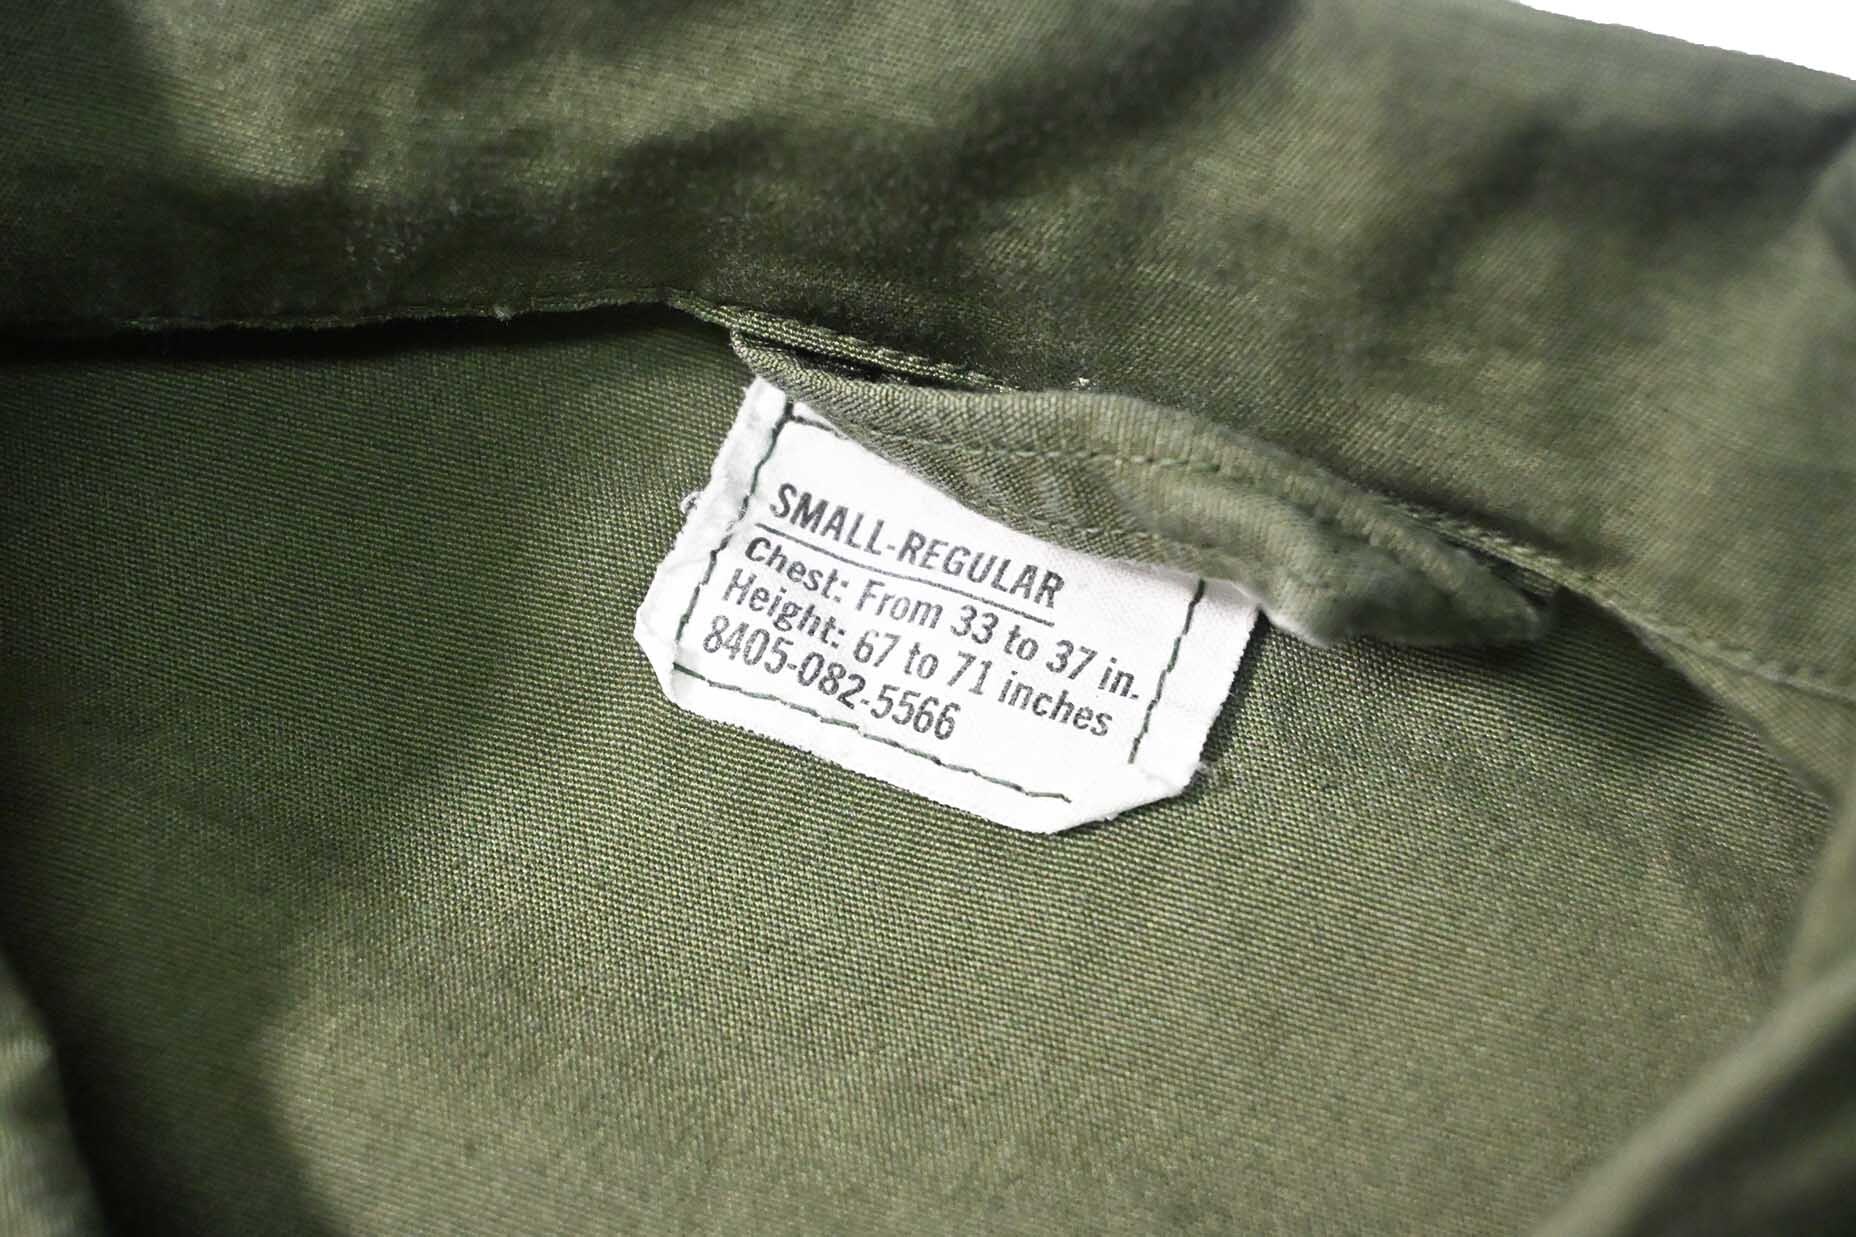 SMALL-REGULAR
Chest: From 33 to 37 in.
Height: 67 to 71 inches
8405-082-5566